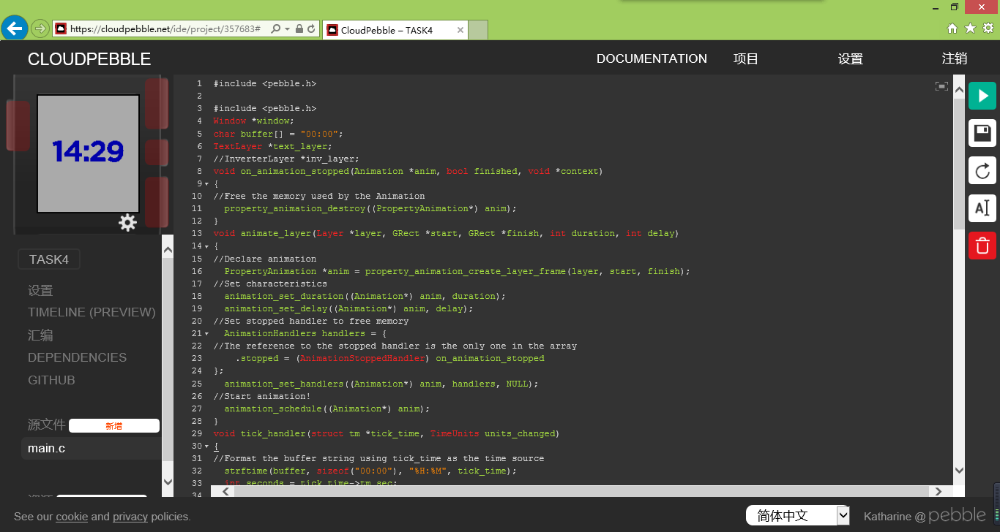 https://cloudpebble.net/ide/project/357683#
CloudPebble – TASK4
CLOUDPEBBLE
DOCUMENTATION
项目
设置
注销
14:29
TASK4
设置
TIMELINE (PREVIEW)
汇编
DEPENDENCIES
GITHUB
源文件 新增
main.c
1 #include <pebble.h>
2
3 #include <pebble.h>
4 Window *window;
5 char buffer[] = "00:00";
6 TextLayer *text_layer;
7 //InverterLayer *inv_layer;
8 void on_animation_stopped(Animation *anim, bool finished, void *context)
9 {
10 //Free the memory used by the Animation
11 property_animation_destroy((PropertyAnimation*) anim);
12 }
13 void animate_layer(Layer *layer, GRect *start, GRect *finish, int duration, int delay)
14 {
15 //Declare animation
16 PropertyAnimation *anim = property_animation_create_layer_frame(layer, start, finish);
17 //Set characteristics
18 animation_set_duration((Animation*) anim, duration);
19 animation_set_delay((Animation*) anim, delay);
20 //Set stopped handler to free memory
21 AnimationHandlers handlers = {
22 //The reference to the stopped handler is the only one in the array
23 .stopped = (AnimationStoppedHandler) on_animation_stopped
24 };
25 animation_set_handlers((Animation*) anim, handlers, NULL);
26 //Start animation!
27 animation_schedule((Animation*) anim);
28 }
29 void tick_handler(struct tm *tick_time, TimeUnits units_changed)
30 {
31 //Format the buffer string using tick_time as the time source
32 strftime(buffer, sizeof("00:00"), "%H:%M", tick_time);
33 int seconds = tick_time->tm_sec;
34
See our cookie and privacy policies.
简体中文
Katharine @ pebble